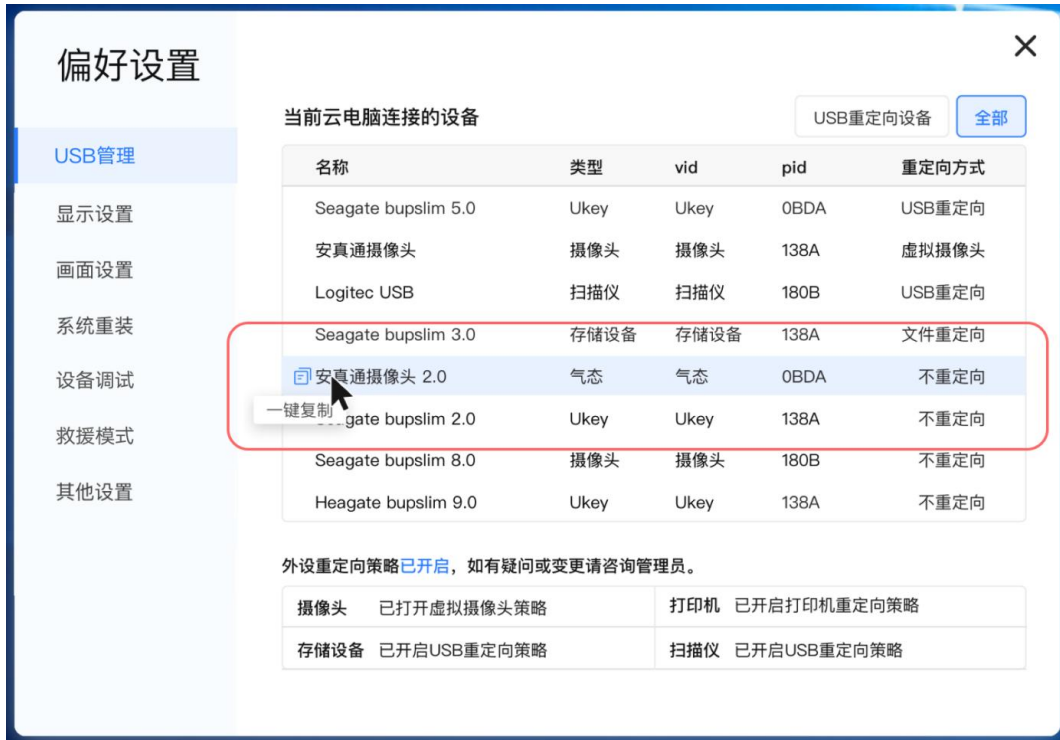 偏好设置
USB管理
显示设置
画面设置
系统重装
设备调试
救援模式
其他设置
当前云电脑连接的设备 USB重定向设备 全部
名称 类型 vid pid 重定向方式
Seagate bupslim 5.0 Ukey Ukey 0BDA USB重定向
安真通摄像头 摄像头 摄像头 138A 虚拟摄像头
Logitec USB 扫描仪 扫描仪 180B USB重定向
Seagate bupslim 3.0 存储设备 存储设备 138A 文件重定向
安真通摄像头 2.0 气态 气态 0BDA 不重定向
一键复制
gate bupslim 2.0 Ukey Ukey 138A 不重定向
Seagate bupslim 8.0 摄像头 摄像头 180B 不重定向
Heagate bupslim 9.0 Ukey Ukey 138A 不重定向
外设重定向策略已开启，如有疑问或变更请咨询管理员。
摄像头 已打开虚拟摄像头策略 打印机 已开启打印机重定向策略
存储设备 已开启USB重定向策略 扫描仪 已开启USB重定向策略